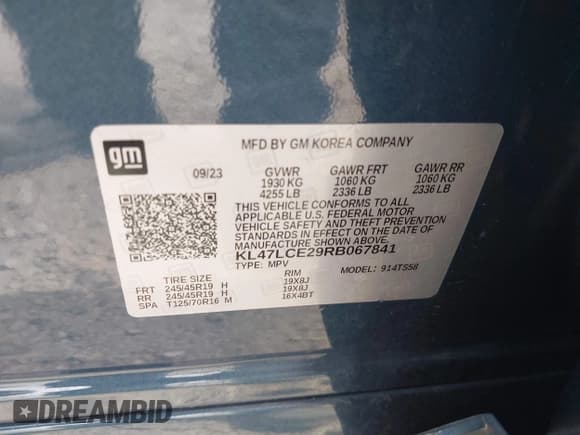 gm
MFD BY GM KOREA COMPANY
09/23 GVWR GAWR FRT GAWR RR
1930 KG 1060 KG 1060 KG
4255 LB 2336 LB 2336 LB
THIS VEHICLE CONFORMS TO ALL
APPLICABLE U.S. FEDERAL MOTOR
VEHICLE SAFETY AND THEFT PREVENTION
STANDARDS IN EFFECT ON THE DATE OF
MANUFACTURE SHOWN ABOVE.
KL47LCE29RB067841
TYPE: MPV MODEL: 914TS58
TIRE SIZE RIM
FRT 245/45R19 H 19X8J
RR 245/45R19 H 19X8J
SPA T125/70R16 M 16X4BT
DREAMBID